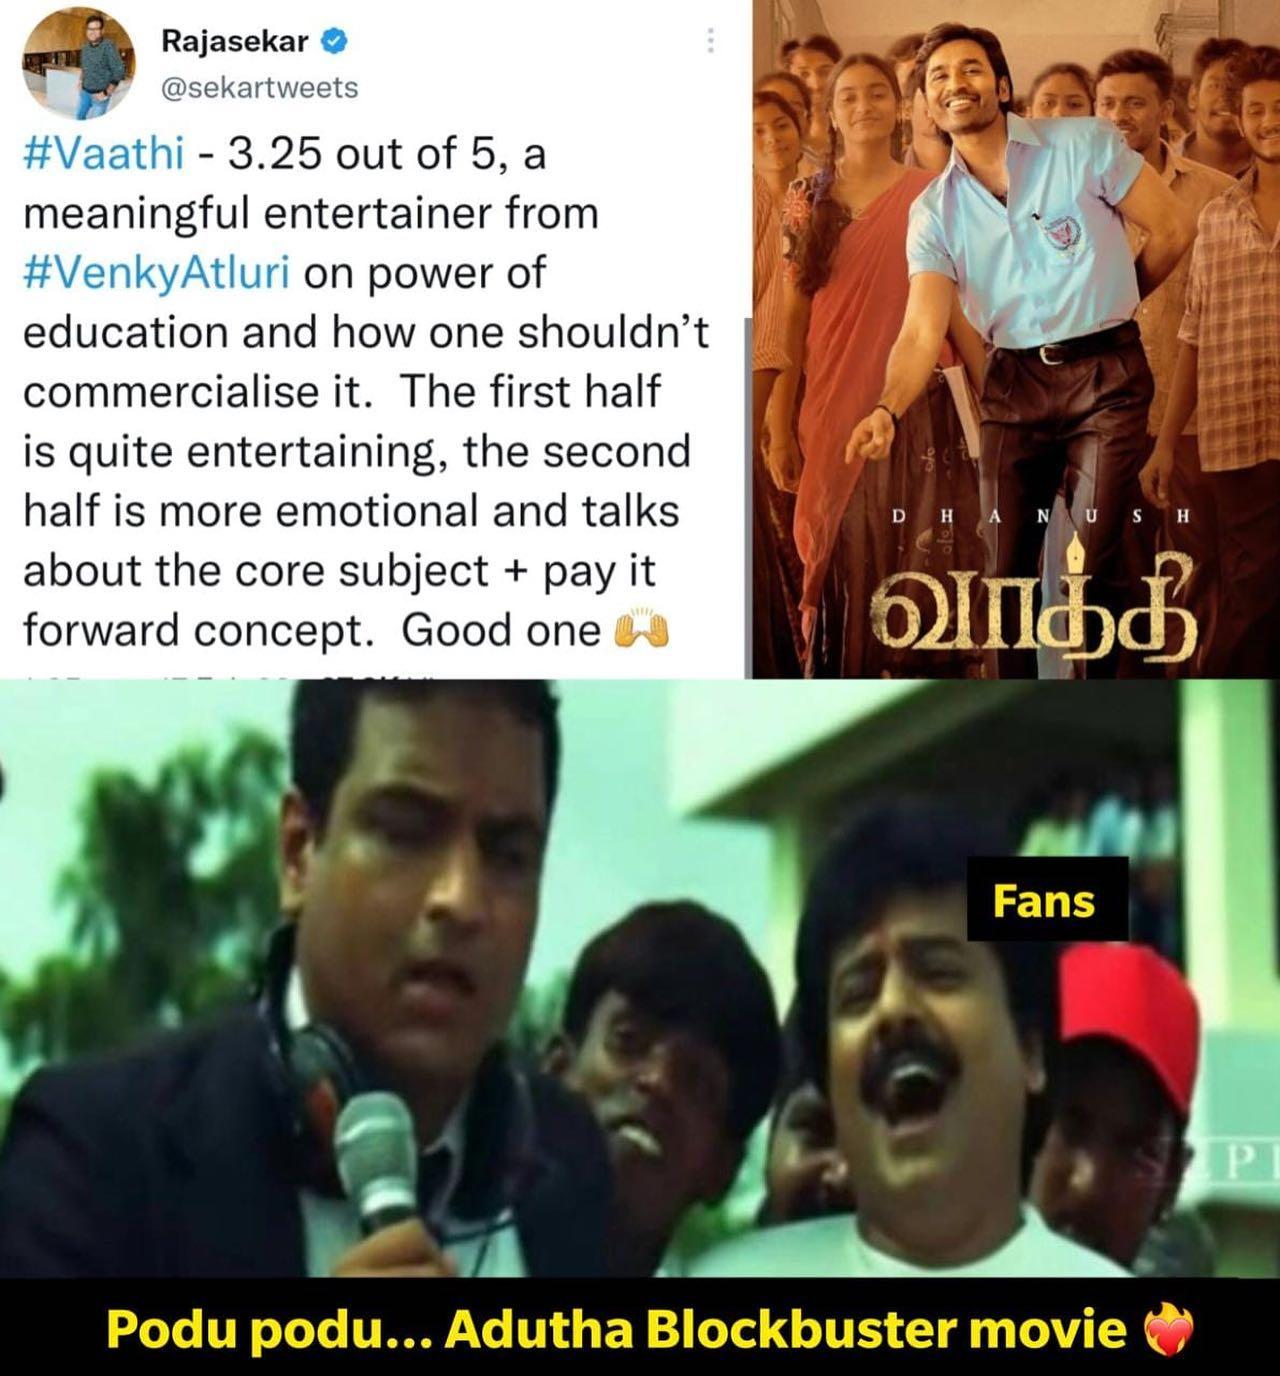 Rajasekar
@sekartweets
#Vaathi - 3.25 out of 5, a
meaningful entertainer from
#VenkyAtluri on power of
education and how one shouldn’t
commercialise it. The first half
is quite entertaining, the second
half is more emotional and talks
about the core subject + pay it
forward concept. Good one 🙌
DHANUSH
வாத்தி
Fans
Podu podu... Adutha Blockbuster movie ❤️‍🔥